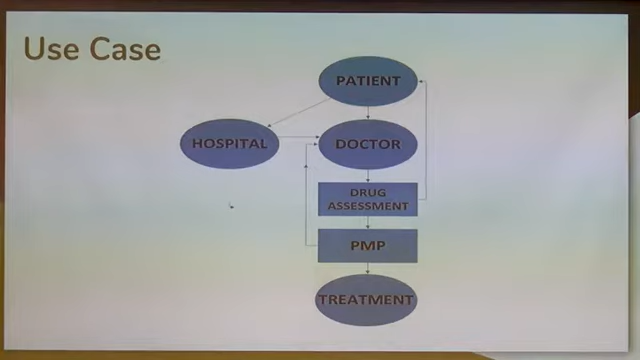 Use Case
PATIENT
HOSPITAL
DOCTOR
DRUG
ASSESSMENT
PMP
TREATMENT